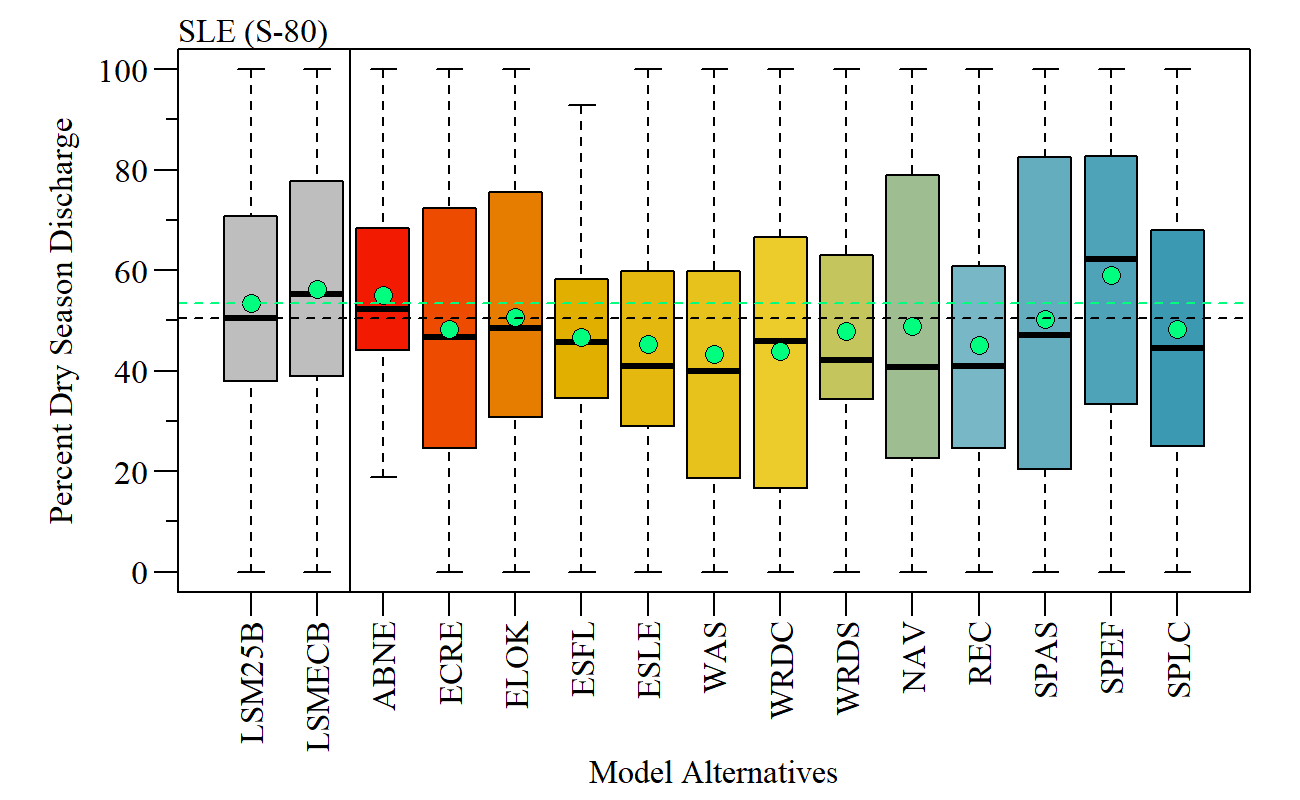 SLE (S-80)
Percent Dry Season Discharge
100
80
60
40
20
0
LSM25B
LSMECB
ABNE
ECRE
ELOK
ESFL
ESLE
WAS
WRDC
WRDS
NAV
REC
SPAS
SPEF
SPLC
Model Alternatives